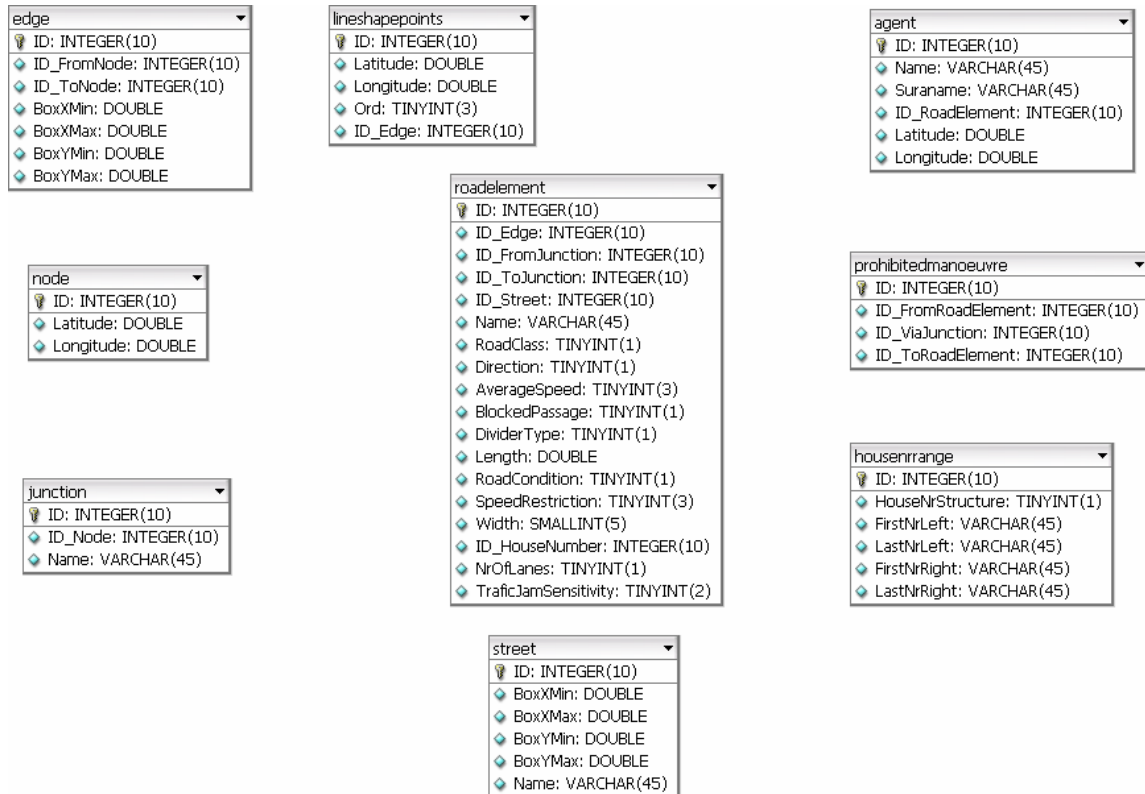 edge
ID: INTEGER(10)
ID_FromNode: INTEGER(10)
ID_ToNode: INTEGER(10)
BoxXMin: DOUBLE
BoxXMax: DOUBLE
BoxYMin: DOUBLE
BoxYMax: DOUBLE
lineshapepoints
ID: INTEGER(10)
Latitude: DOUBLE
Longitude: DOUBLE
Ord: TINYINT(3)
ID_Edge: INTEGER(10)
agent
ID: INTEGER(10)
Name: VARCHAR(45)
Suraname: VARCHAR(45)
ID_RoadElement: INTEGER(10)
Latitude: DOUBLE
Longitude: DOUBLE
roadelement
ID: INTEGER(10)
ID_Edge: INTEGER(10)
ID_FromJunction: INTEGER(10)
ID_ToJunction: INTEGER(10)
ID_Street: INTEGER(10)
Name: VARCHAR(45)
RoadClass: TINYINT(1)
Direction: TINYINT(1)
AverageSpeed: TINYINT(3)
BlockedPassage: TINYINT(1)
DividerType: TINYINT(1)
Length: DOUBLE
RoadCondition: TINYINT(1)
SpeedRestriction: TINYINT(3)
Width: SMALLINT(5)
ID_HouseNumber: INTEGER(10)
NrOfLanes: TINYINT(1)
TraficJamSensitivity: TINYINT(2)
node
ID: INTEGER(10)
Latitude: DOUBLE
Longitude: DOUBLE
prohibitedmanoeuvre
ID: INTEGER(10)
ID_FromRoadElement: INTEGER(10)
ID_ViaJunction: INTEGER(10)
ID_ToRoadElement: INTEGER(10)
junction
ID: INTEGER(10)
ID_Node: INTEGER(10)
Name: VARCHAR(45)
housenrrange
ID: INTEGER(10)
HouseNrStructure: TINYINT(1)
FirstNrLeft: VARCHAR(45)
LastNrLeft: VARCHAR(45)
FirstNrRight: VARCHAR(45)
LastNrRight: VARCHAR(45)
street
ID: INTEGER(10)
BoxXMin: DOUBLE
BoxXMax: DOUBLE
BoxYMin: DOUBLE
BoxYMax: DOUBLE
Name: VARCHAR(45)